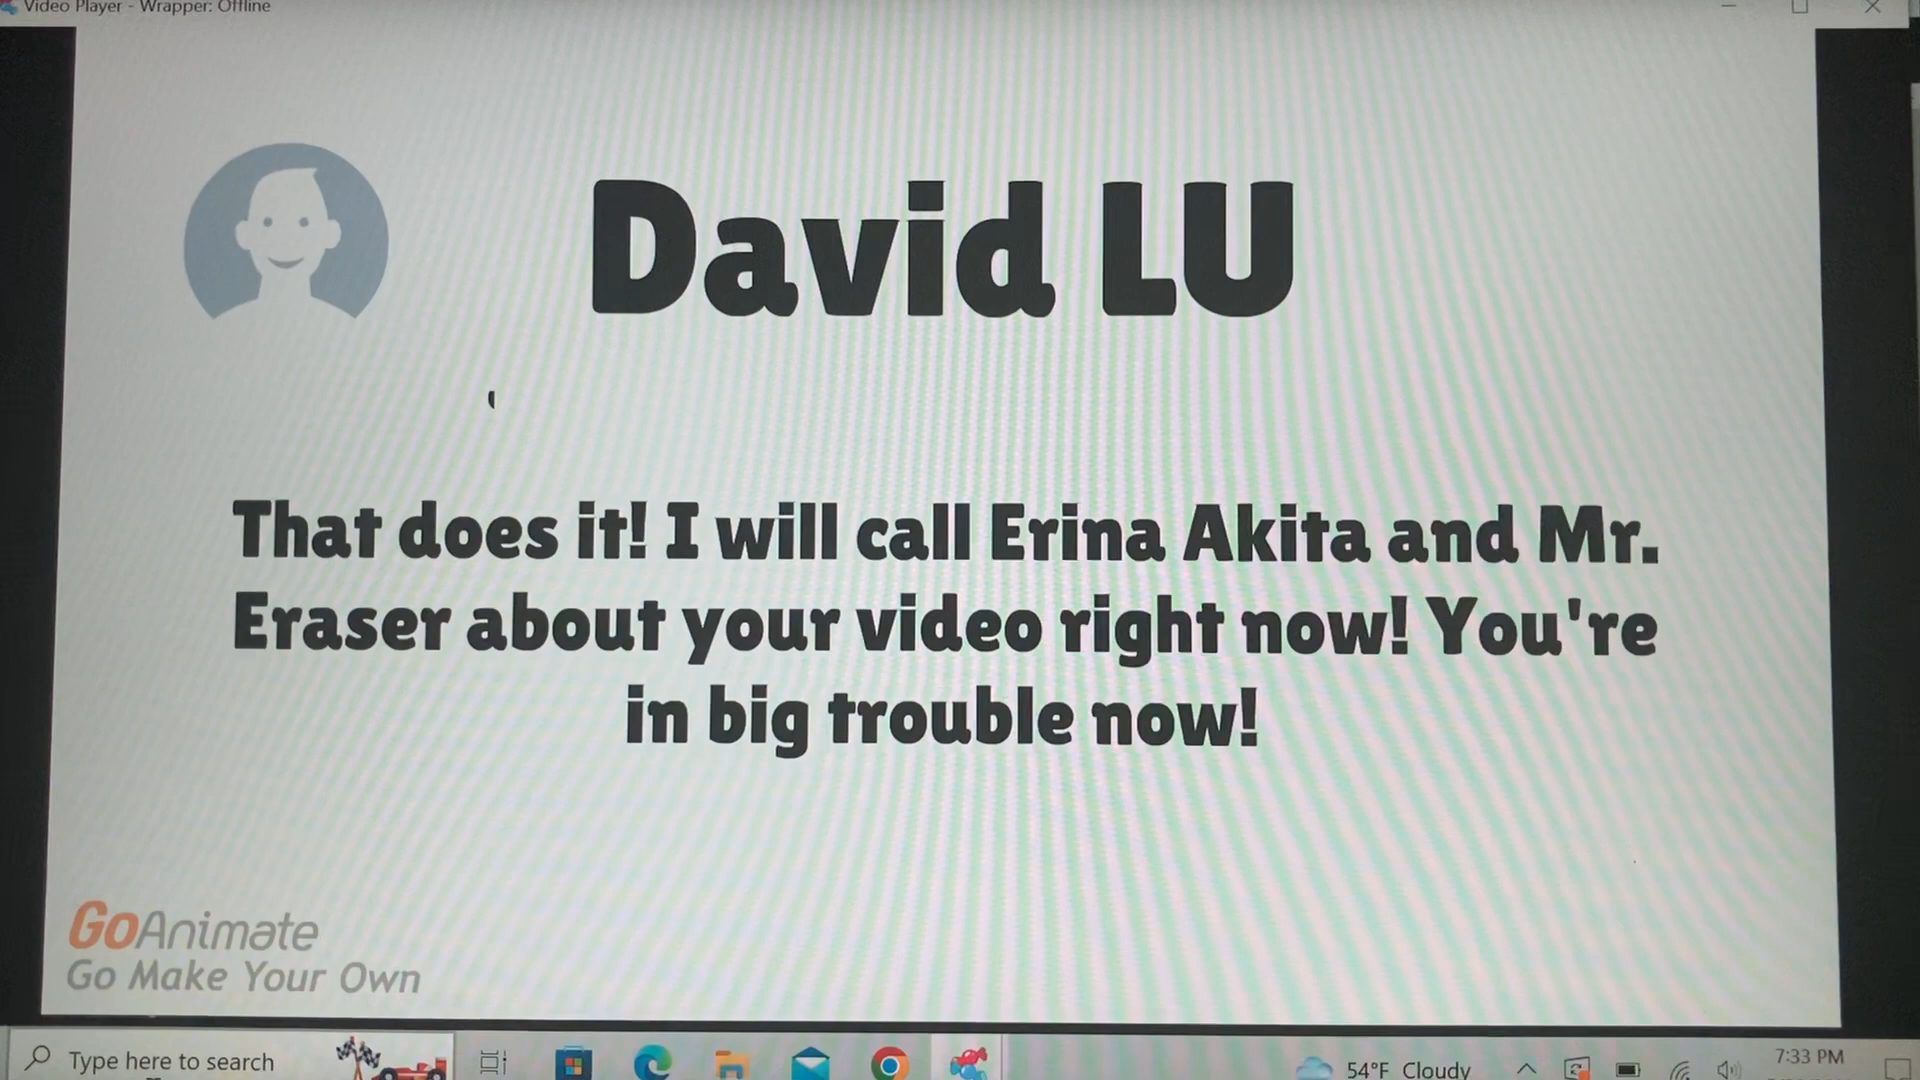 Video Player - Wrapper: Offline
David LU
That does it! I will call Erina Akita and Mr.
Eraser about your video right now! You're
in big trouble now!
GoAnimate
Go Make Your Own
Type here to search
54°F Cloudy
7:33 PM